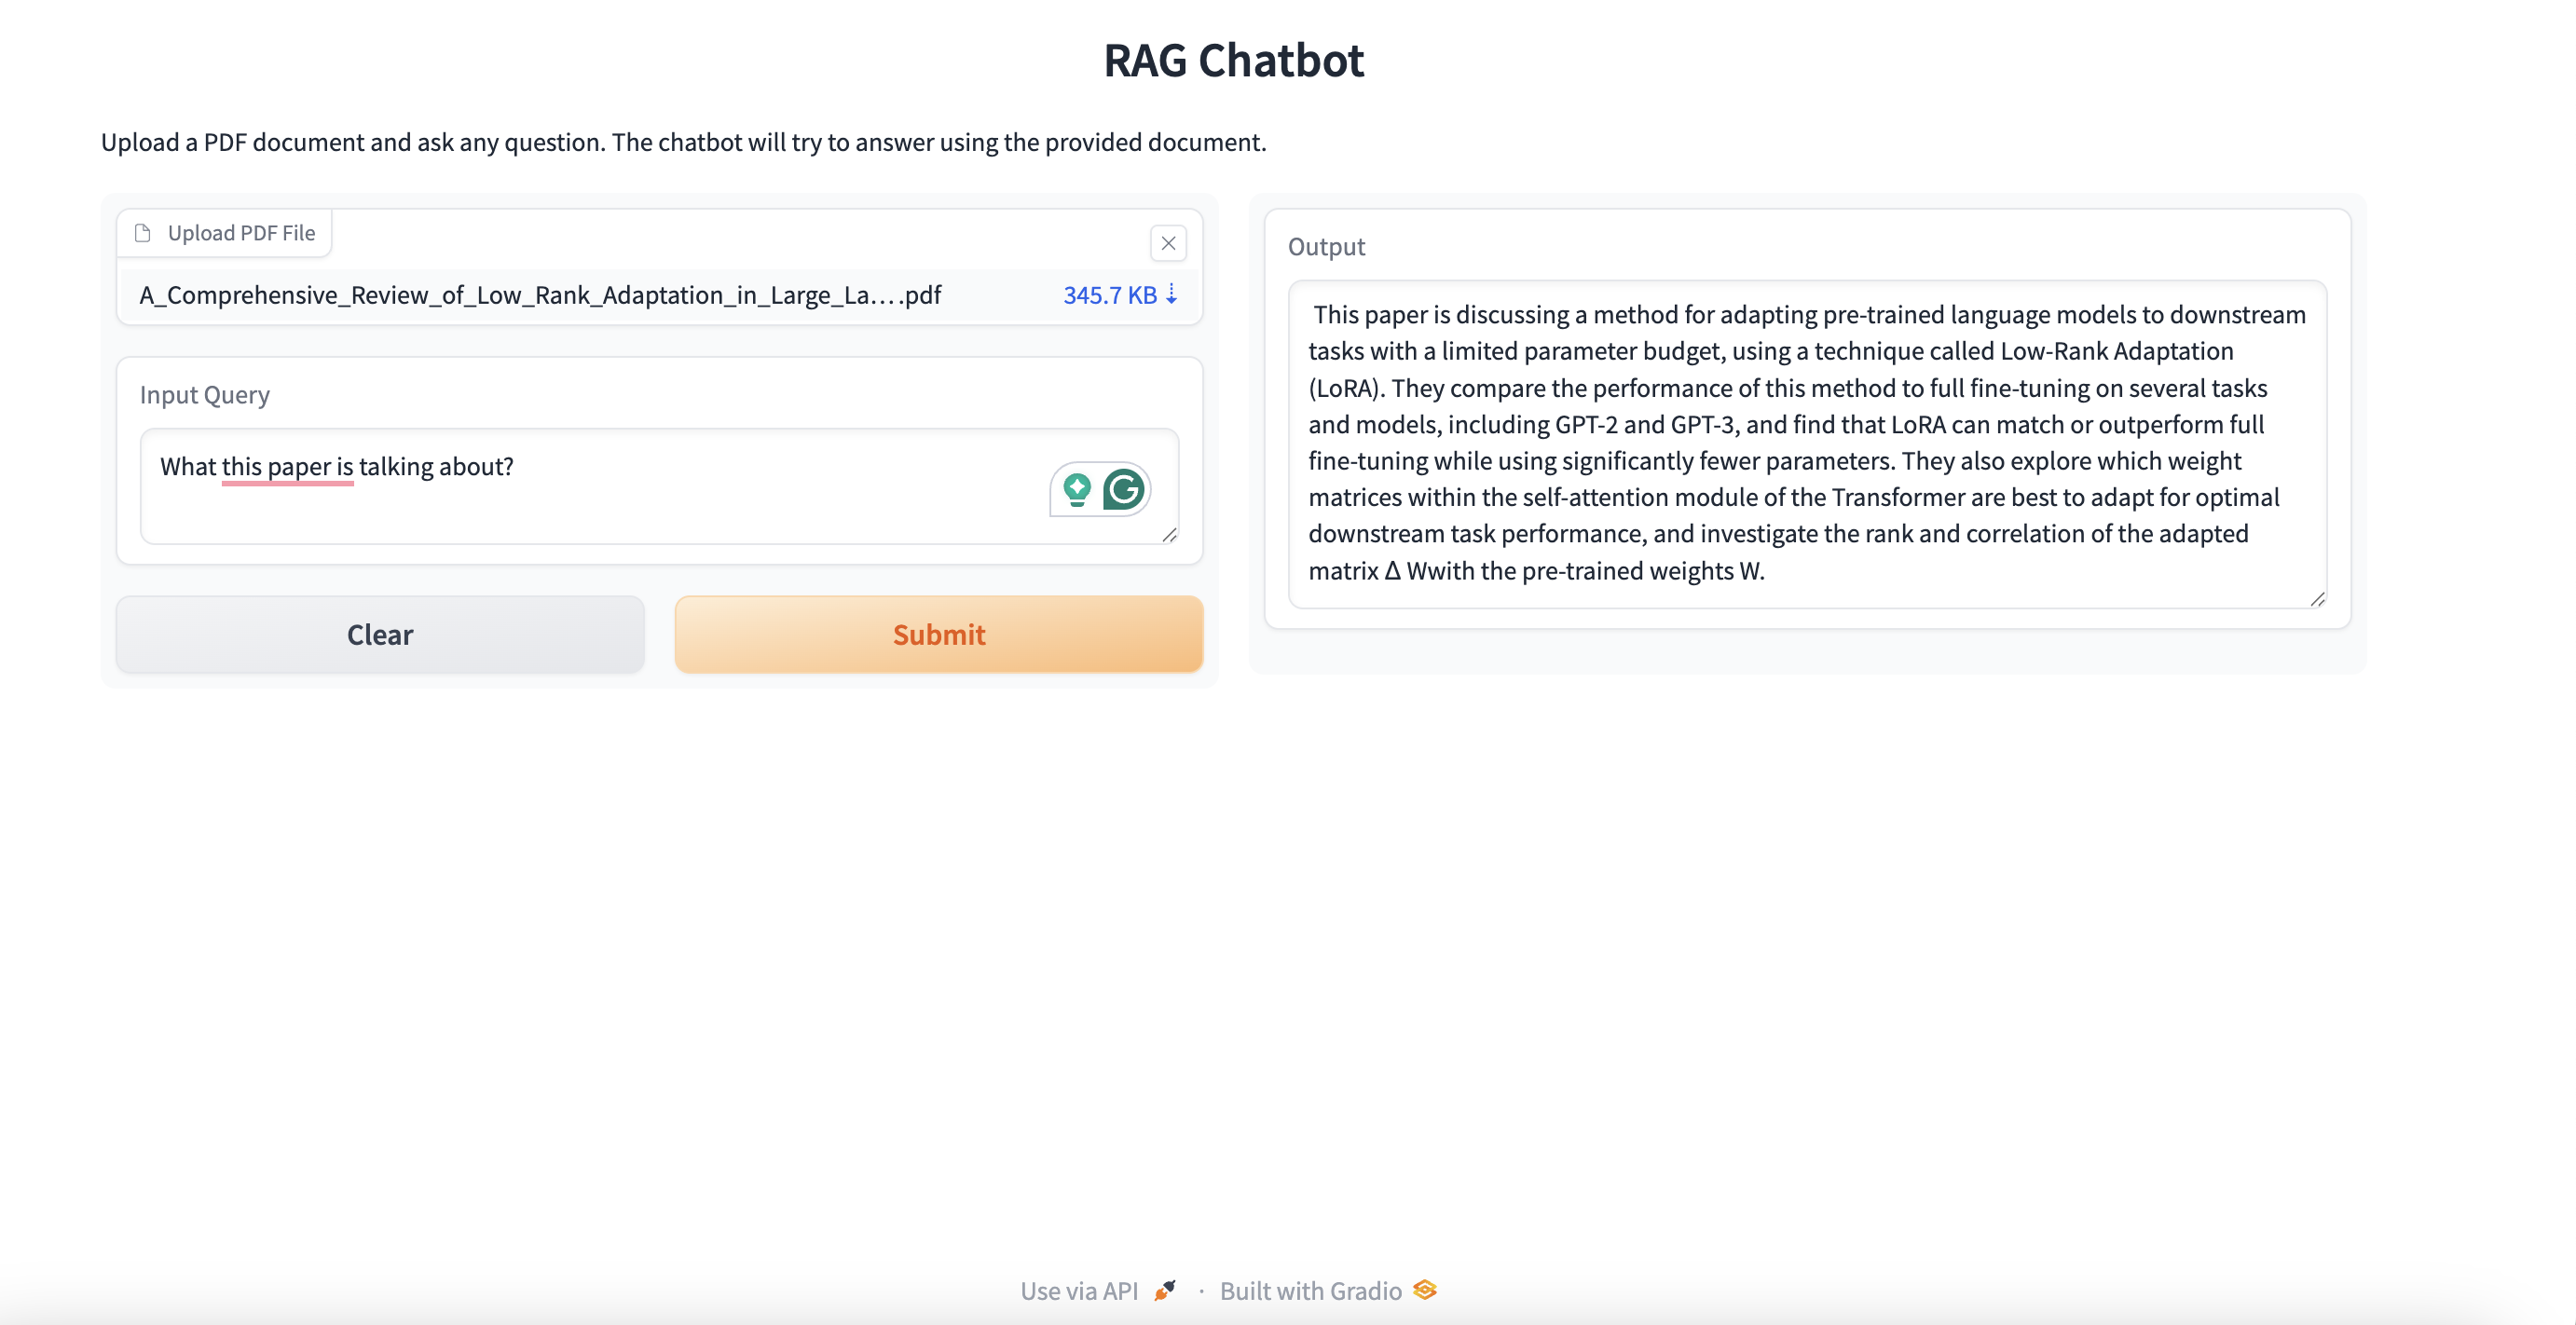 RAG Chatbot
Upload a PDF document and ask any question. The chatbot will try to answer using the provided document.
Upload PDF File
A_Comprehensive_Review_of_Low_Rank_Adaptation_in_Large_La....pdf 345.7 KB ⇣
Input Query
What this paper is talking about?
Clear
Submit
Output
This paper is discussing a method for adapting pre-trained language models to downstream
tasks with a limited parameter budget, using a technique called Low-Rank Adaptation
(LoRA). They compare the performance of this method to full fine-tuning on several tasks
and models, including GPT-2 and GPT-3, and find that LoRA can match or outperform full
fine-tuning while using significantly fewer parameters. They also explore which weight
matrices within the self-attention module of the Transformer are best to adapt for optimal
downstream task performance, and investigate the rank and correlation of the adapted
matrix Δ Wwith the pre-trained weights W.
Use via API · Built with Gradio